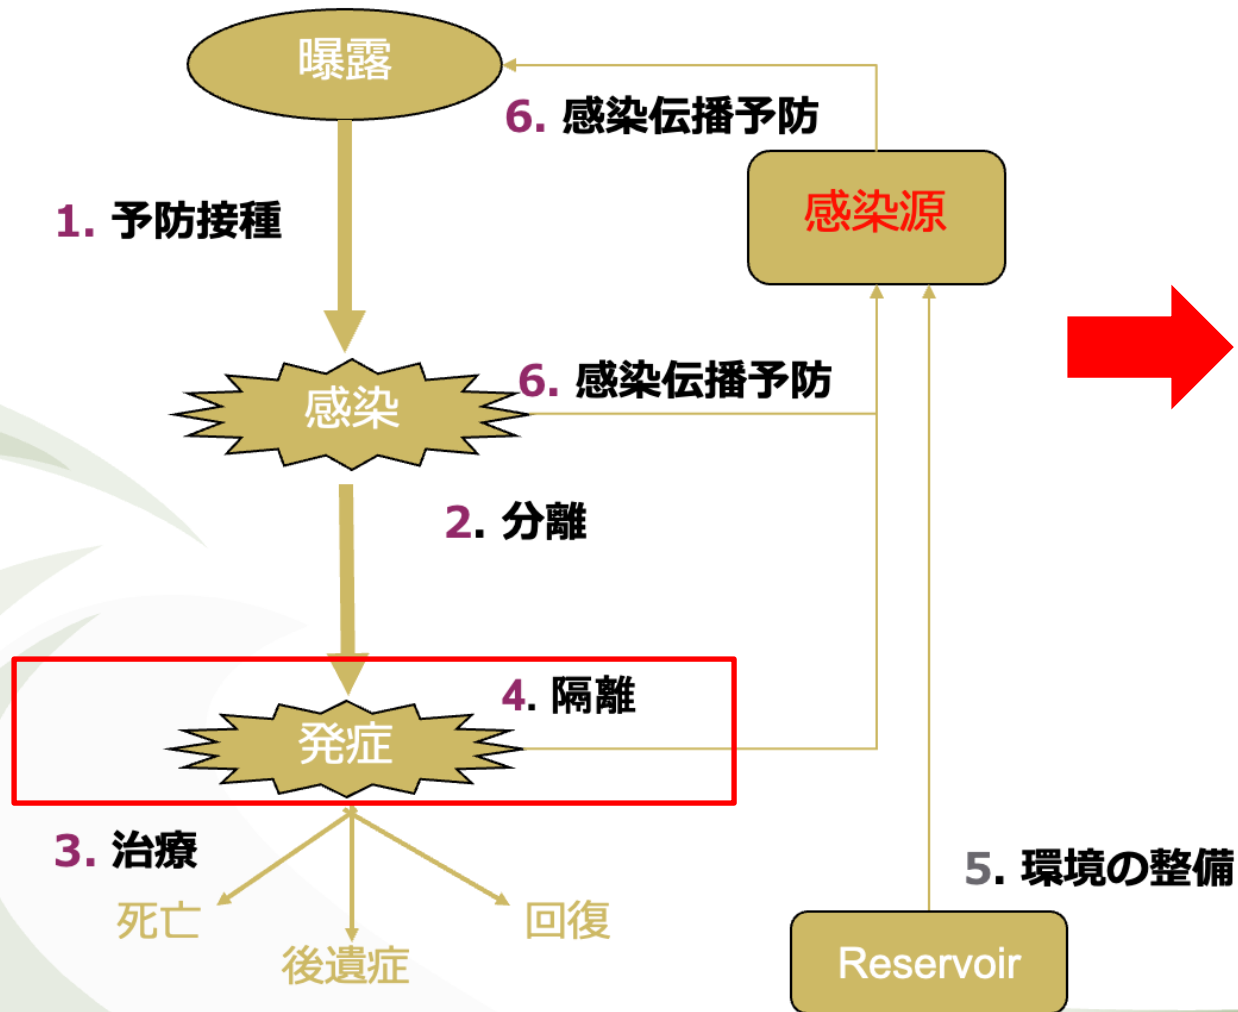 曝露
6. 感染伝播予防
感染源
1. 予防接種
6. 感染伝播予防
感染
2. 分離
4. 隔離
発症
3. 治療
5. 環境の整備
死亡
回復
後遺症
Reservoir